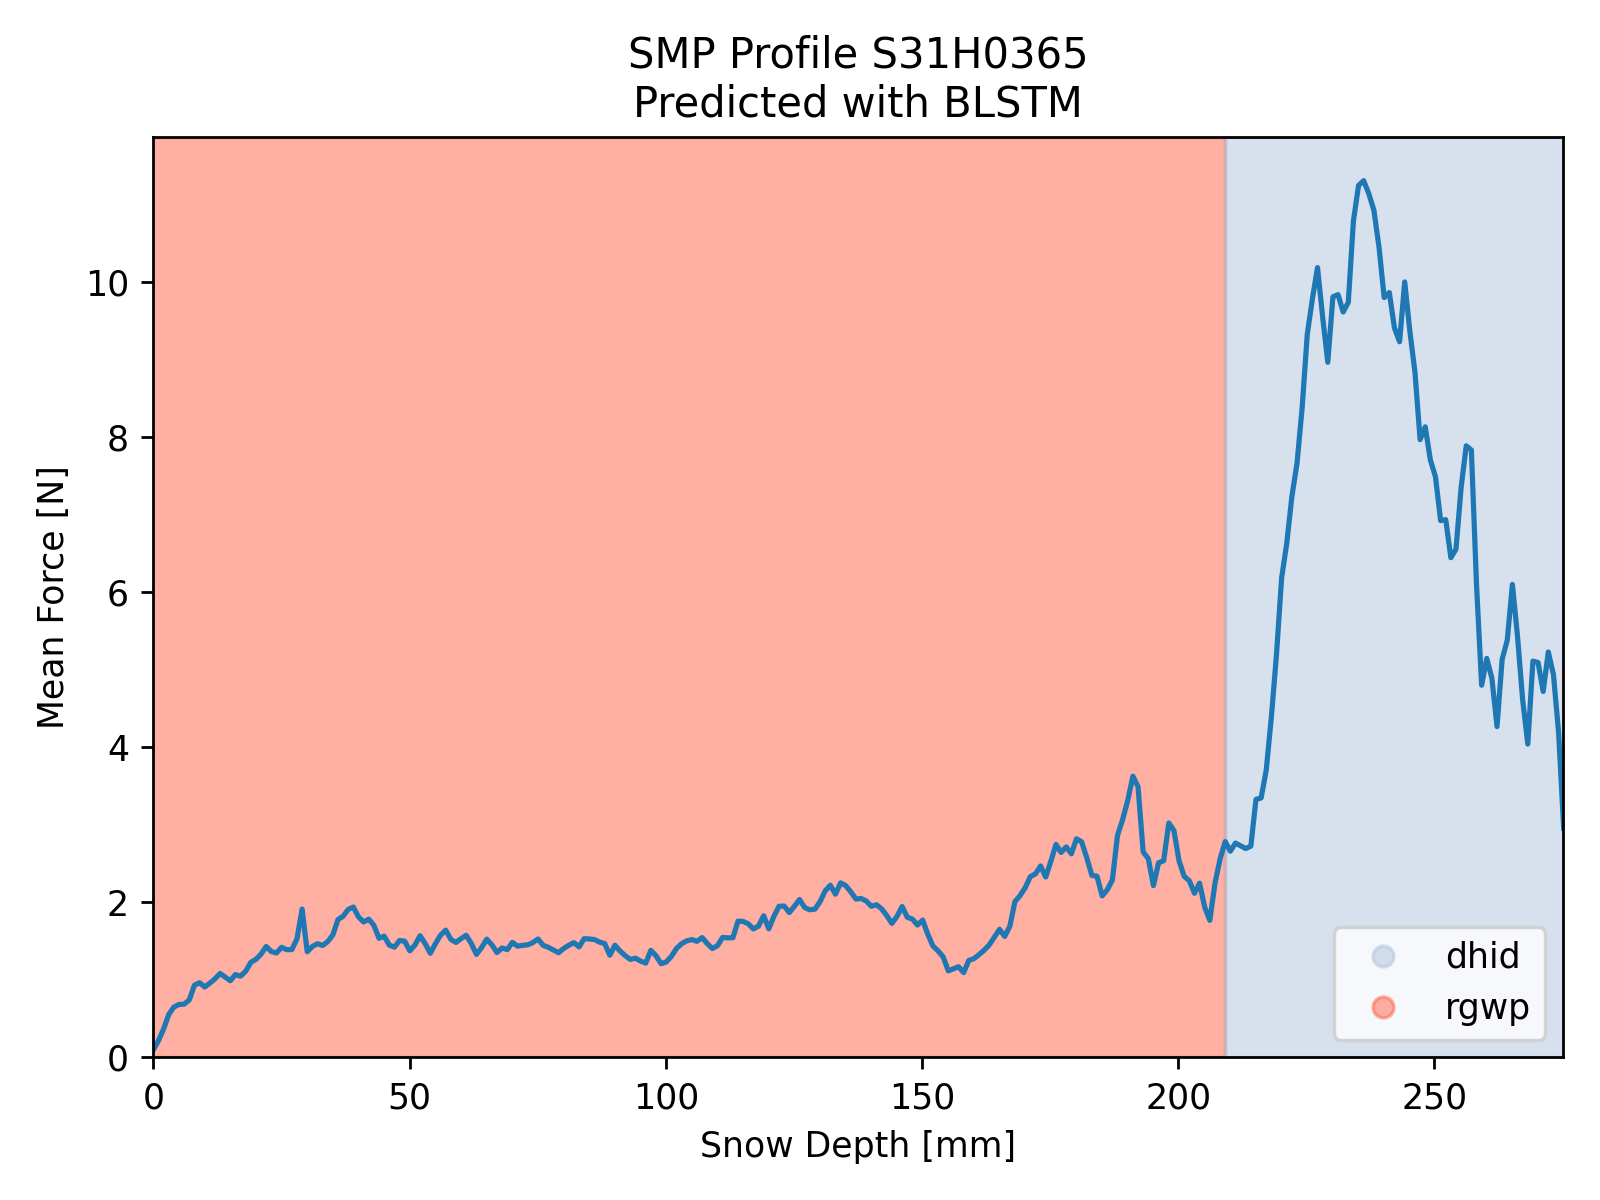 SMP Profile S31H0365
Predicted with BLSTM
10
8
6
4
2
0
Mean Force [N]
0 50 100 150 200 250
Snow Depth [mm]
dhid
rgwp